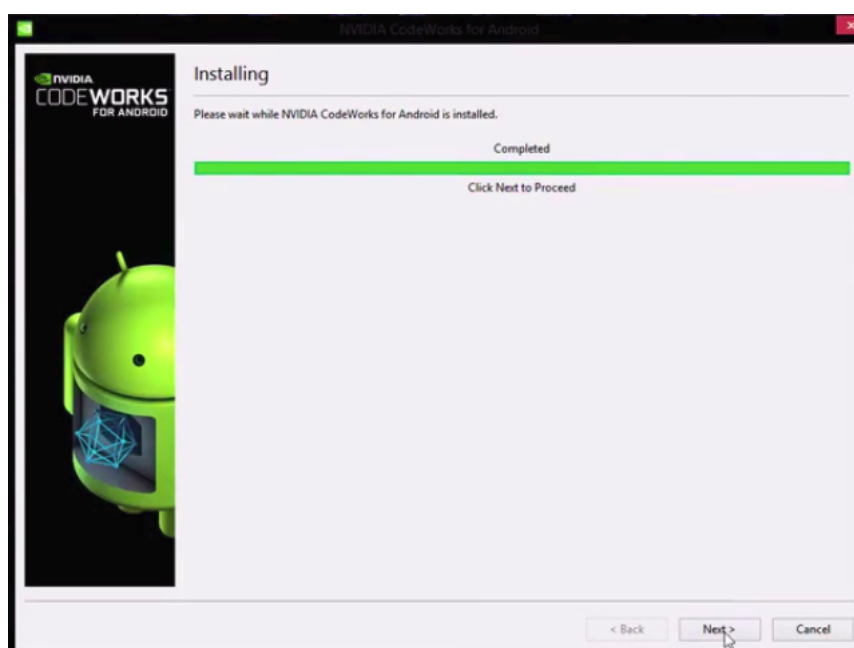 NVIDIA CodeWorks for Android
NVIDIA
CODEWORKS
FOR ANDROID
Installing
Please wait while NVIDIA CodeWorks for Android is installed.
Completed
Click Next to Proceed
< Back
Next >
Cancel